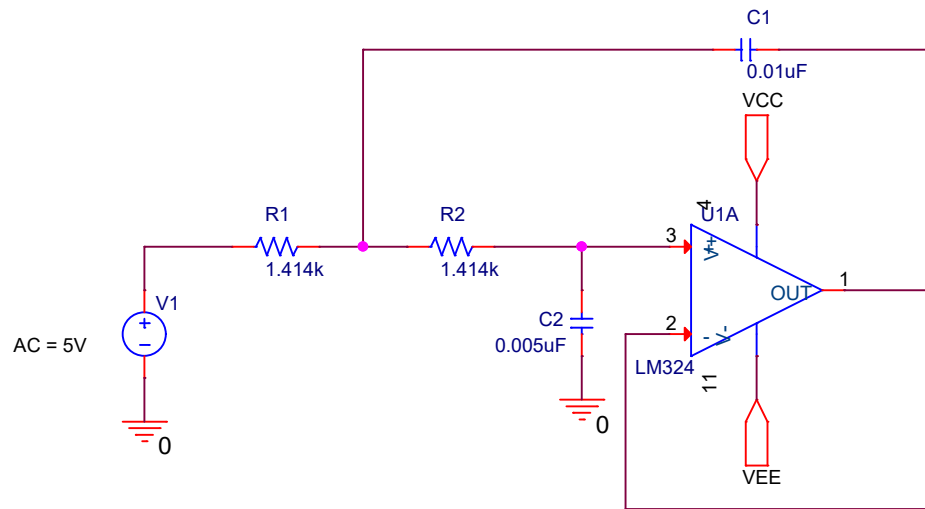 C1
0.01uF
VCC
R1
1.414k
R2
1.414k
4
U1A
3
V+
+
OUT
1
V1
+
-
AC = 5V
C2
0.005uF
2
-
V-
LM324
11
0
0
VEE